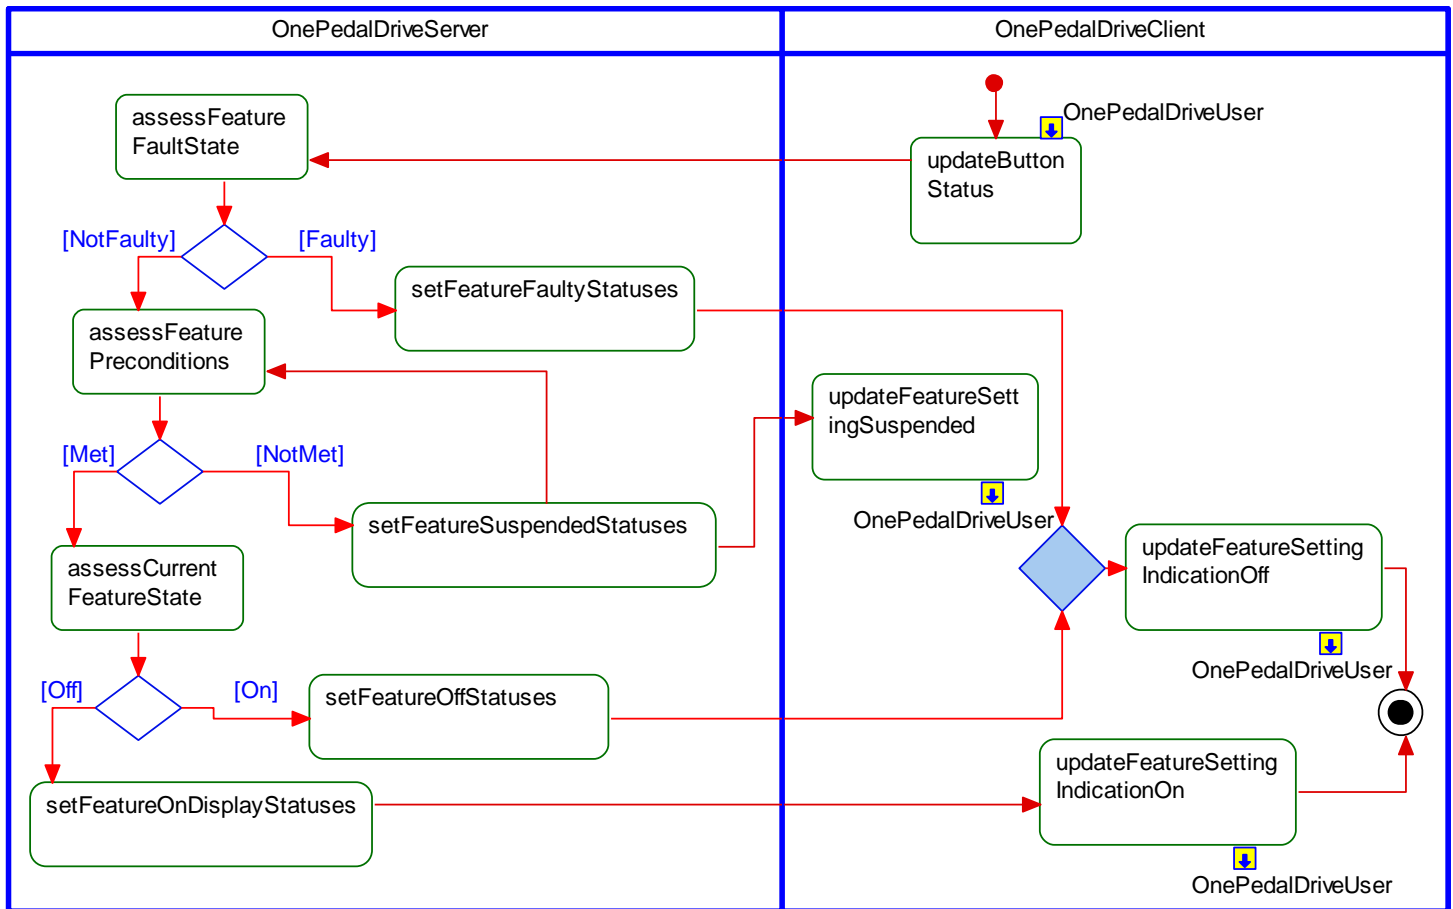 OnePedalDriveServer
OnePedalDriveClient
OnePedalDriveUser
assessFeature
FaultState
updateButton
Status
[NotFaulty]
[Faulty]
setFeatureFaultyStatuses
assessFeature
Preconditions
updateFeatureSett
ingSuspended
OnePedalDriveUser
[Met]
[NotMet]
setFeatureSuspendedStatuses
updateFeatureSetting
IndicationOff
OnePedalDriveUser
assessCurrent
FeatureState
[Off]
[On]
setFeatureOffStatuses
updateFeatureSetting
IndicationOn
OnePedalDriveUser
setFeatureOnDisplayStatuses